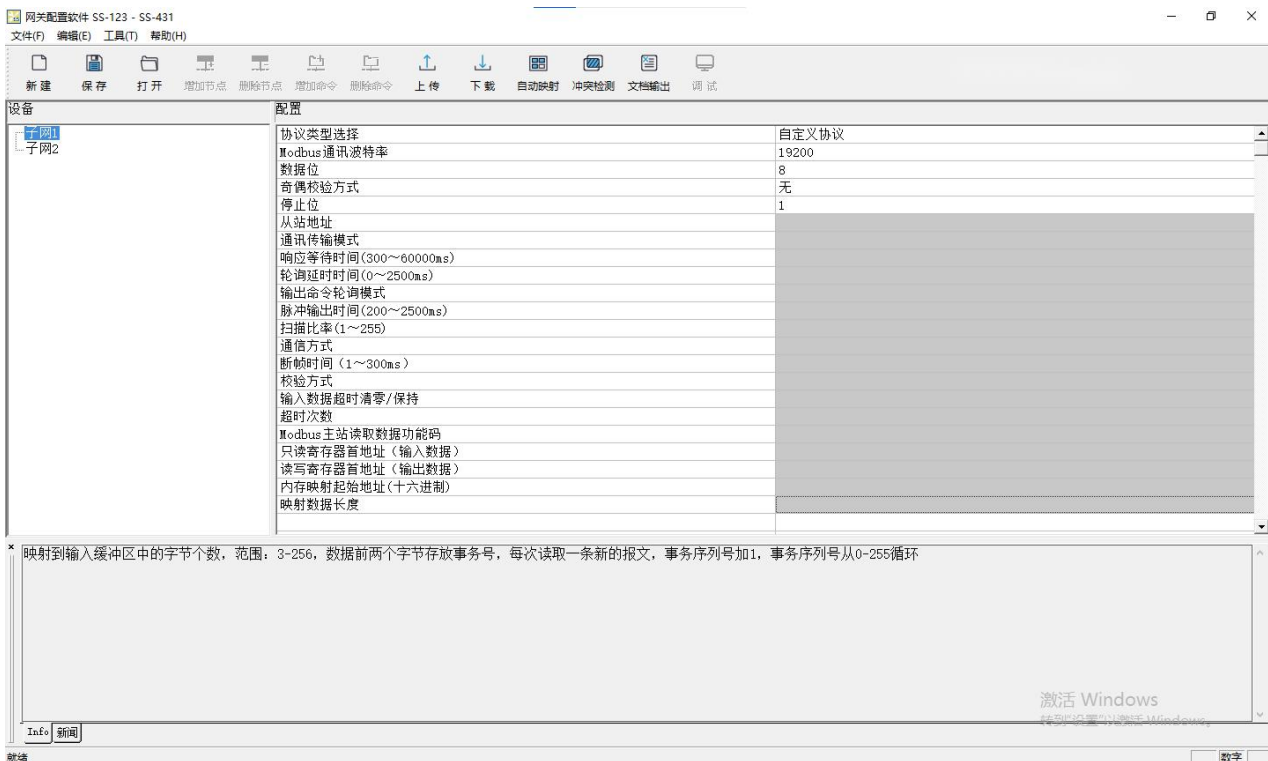 网关配置软件 SS-123 - SS-431
文件(F) 编辑(E) 工具(T) 帮助(H)
新建 保存 打开 增加节点 删除节点 增加命令 删除命令 上传 下载 自动映射 冲突检测 文档输出 调试
设备 配置
子网1
子网2
协议类型选择 自定义协议
Modbus通讯波特率 19200
数据位 8
奇偶校验方式 无
停止位 1
从站地址
通讯传输模式
响应等待时间(300～60000ms)
轮询延时时间(0～2500ms)
输出命令轮询模式
脉冲输出时间(200～2500ms)
扫描比率(1～255)
通信方式
断帧时间（1～300ms）
校验方式
输入数据超时清零/保持
超时次数
Modbus主站读取数据功能码
只读寄存器首地址（输入数据）
读写寄存器首地址（输出数据）
内存映射起始地址(十六进制)
映射数据长度
映射到输入缓冲区中的字节个数，范围：3-256，数据前两个字节存放事务号，每次读取一条新的报文，事务序列号加1，事务序列号从0-255循环
激活 Windows
转到"设置"以激活 Windows。
Info 新闻
就绪 数字